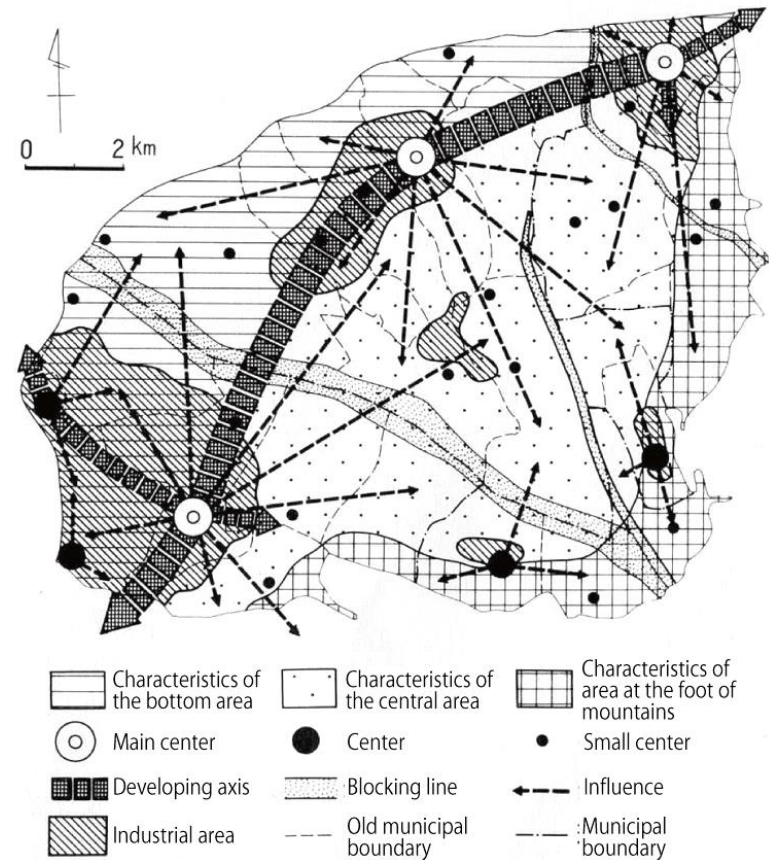 0 2 km
Characteristics of
the bottom area
Characteristics of
the central area
Characteristics of
area at the foot of
mountains
Main center
Center
Small center
Developing axis
Blocking line
Influence
Industrial area
Old municipal
boundary
Municipal
boundary